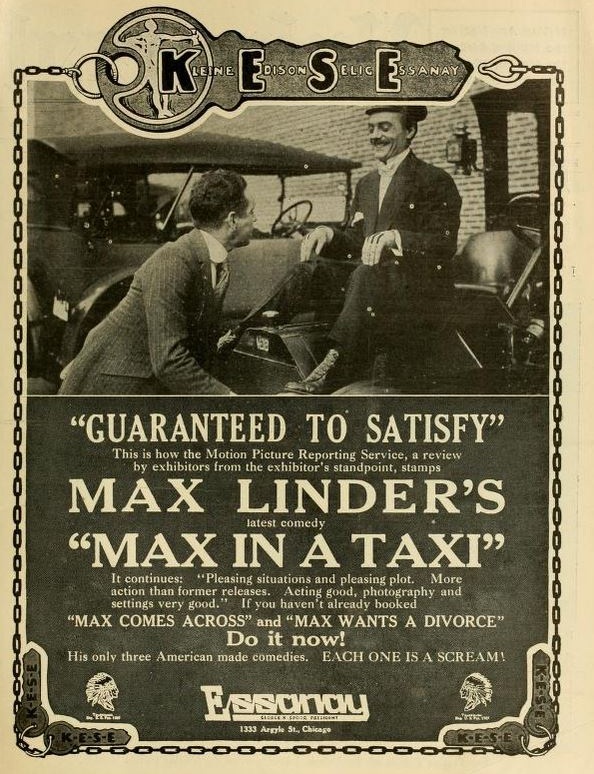 KLEINE EDISON SELIG ESSANAY
"GUARANTEED TO SATISFY"
This is how the Motion Picture Reporting Service, a review
by exhibitors from the exhibitor's standpoint, stamps
MAX LINDER'S
latest comedy
"MAX IN A TAXI"
It continues: "Pleasing situations and pleasing plot. More
action than former releases. Acting good, photography and
settings very good." If you haven't already booked
"MAX COMES ACROSS" and "MAX WANTS A DIVORCE"
Do it now!
His only three American made comedies. EACH ONE IS A SCREAM!
K-E-S-E
K-E-S-E
Essanay
GEORGE K. SPOOR, PRESIDENT
1333 Argyle St., Chicago
K-E-S-E
K-E-S-E